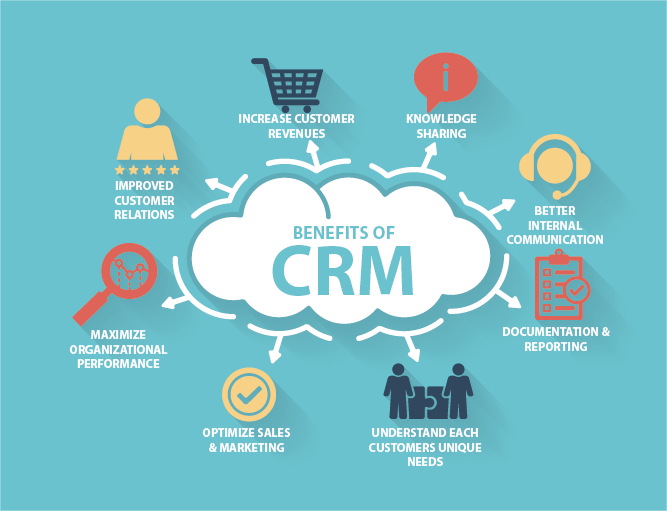 BENEFITS OF
CRM
INCREASE CUSTOMER
REVENUES
KNOWLEDGE
SHARING
BETTER
INTERNAL
COMMUNICATION
DOCUMENTATION &
REPORTING
UNDERSTAND EACH
CUSTOMERS UNIQUE
NEEDS
OPTIMIZE SALES
& MARKETING
MAXIMIZE
ORGANIZATIONAL
PERFORMANCE
IMPROVED
CUSTOMER
RELATIONS